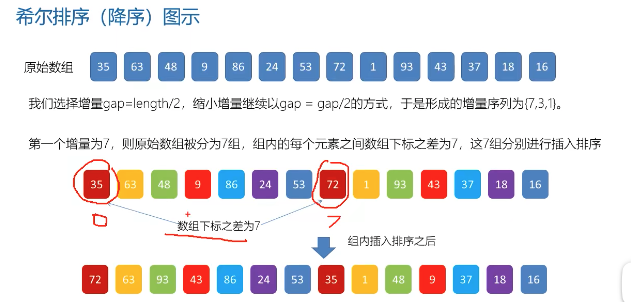 希尔排序（降序）图示
原始数组 35 63 48 9 86 24 53 72 1 93 43 37 18 16
我们选择增量gap=length/2，缩小增量继续以gap = gap/2的方式，于是形成的增量序列为{7,3,1}。
第一个增量为7，则原始数组被分为7组，组内的每个元素之间数组下标之差为7，这7组分别进行插入排序
35 63 48 9 86 24 53 72 1 93 43 37 18 16
0 7
数组下标之差为7
组内插入排序之后
72 63 93 43 86 24 53 35 1 48 9 37 18 16